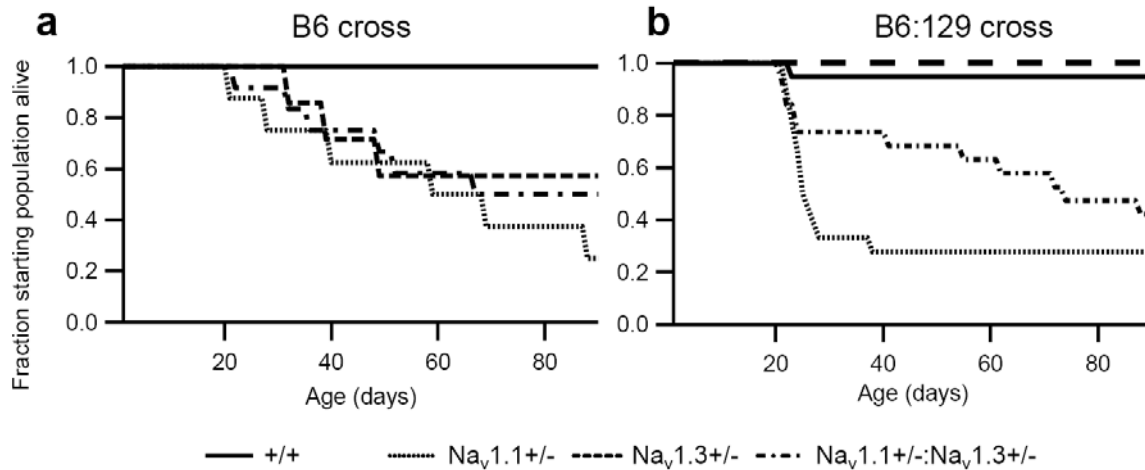 a B6 cross
b B6:129 cross
Fraction starting population alive
1.0
0.8
0.6
0.4
0.2
0.0
20 40 60 80
Age (days)
1.0
0.8
0.6
0.4
0.2
0.0
20 40 60 80
Age (days)
+/+ Nav1.1+/- Nav1.3+/- Nav1.1+/-:Nav1.3+/-